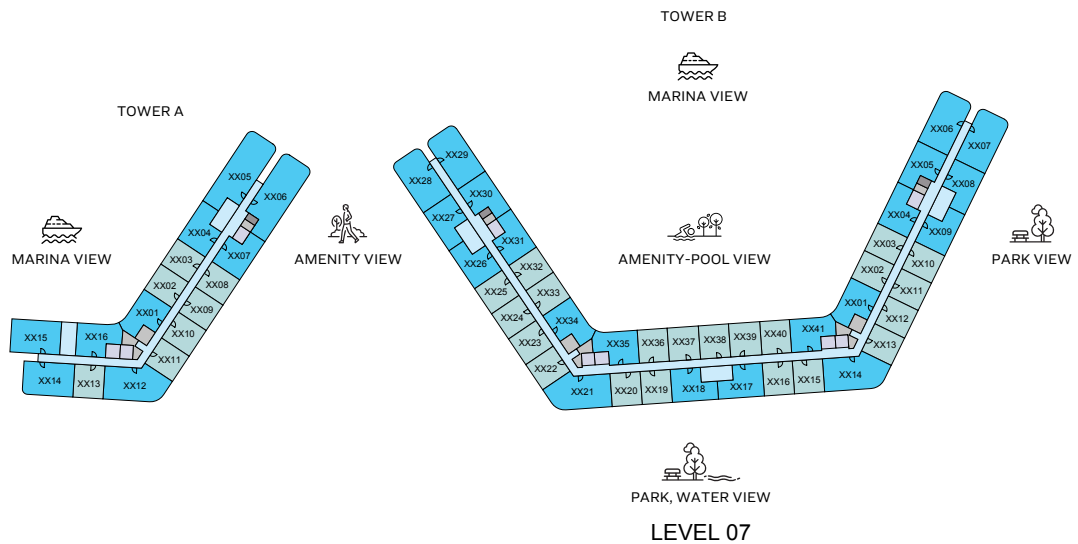 TOWER B
MARINA VIEW
TOWER A
MARINA VIEW
AMENITY VIEW
AMENITY-POOL VIEW
PARK VIEW
XX05
XX06
XX04
XX07
XX03
XX08
XX02
XX09
XX01
XX10
XX16
XX11
XX15
XX14
XX13
XX12
XX29
XX28
XX30
XX27
XX31
XX26
XX32
XX25
XX33
XX24
XX34
XX23
XX22
XX35
XX36
XX37
XX38
XX39
XX40
XX41
XX21
XX20
XX19
XX18
XX17
XX16
XX15
XX14
XX06
XX07
XX05
XX08
XX04
XX09
XX03
XX10
XX02
XX11
XX01
XX12
XX13
PARK, WATER VIEW
LEVEL 07